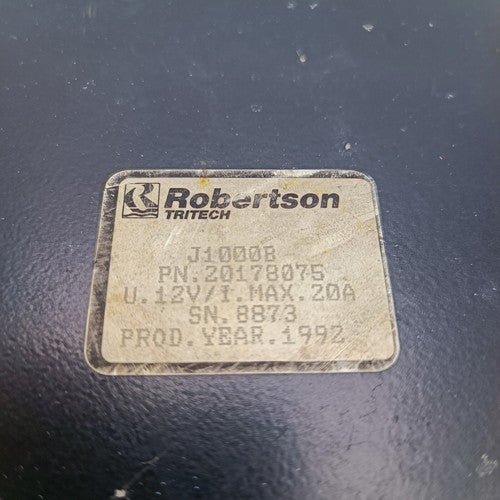 Robertson
TRITECH
J1000B
PN.20178075
U.12V/I.MAX.20A
SN.8873
PROD.YEAR.1992